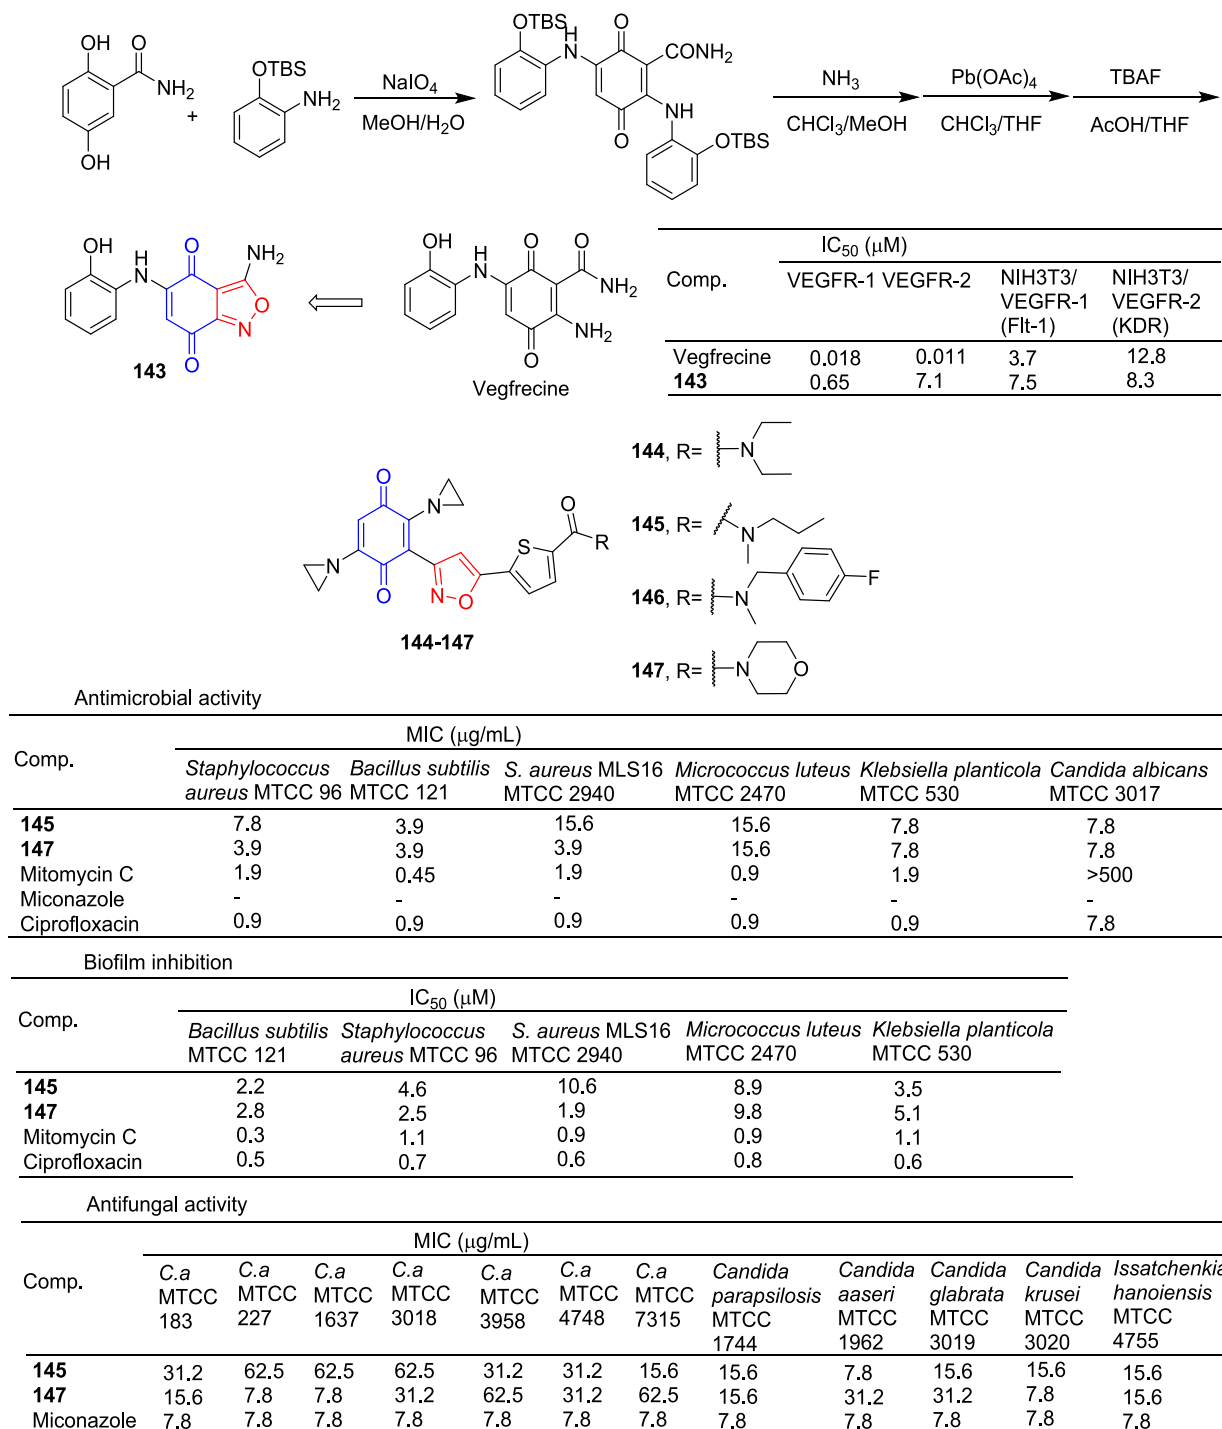 OH O
NH2
OH
+
OTBS
NH2
NaIO4
MeOH/H2O
OTBS H N O CONH2
O H N
OTBS
NH3
CHCl3/MeOH
Pb(OAc)4
CHCl3/THF
TBAF
AcOH/THF
OH H N O NH2
O N
O
143
OH H N O O
NH2
NH2
O
Vegfrecine
IC50 (μM)
Comp. VEGFR-1 VEGFR-2 NIH3T3/ NIH3T3/
VEGFR-1 VEGFR-2
(Flt-1) (KDR)
Vegfrecine 0.018 0.011 3.7 12.8
143 0.65 7.1 7.5 8.3
O N O
S R
N O N O
144-147
144, R= N
145, R= N
146, R= N F
147, R= N O
Antimicrobial activity
MIC (μg/mL)
Comp.
Staphylococcus Bacillus subtilis S. aureus MLS16 Micrococcus luteus Klebsiella planticola Candida albicans
aureus MTCC 96 MTCC 121 MTCC 2940 MTCC 2470 MTCC 530 MTCC 3017
145 7.8 3.9 15.6 15.6 7.8 7.8
147 3.9 3.9 3.9 15.6 7.8 7.8
Mitomycin C 1.9 0.45 1.9 0.9 1.9 >500
Miconazole - - - - - -
Ciprofloxacin 0.9 0.9 0.9 0.9 0.9 7.8
Biofilm inhibition
IC50 (μM)
Comp.
Bacillus subtilis Staphylococcus S. aureus MLS16 Micrococcus luteus Klebsiella planticola
MTCC 121 aureus MTCC 96 MTCC 2940 MTCC 2470 MTCC 530
145 2.2 4.6 10.6 8.9 3.5
147 2.8 2.5 1.9 9.8 5.1
Mitomycin C 0.3 1.1 0.9 0.9 1.1
Ciprofloxacin 0.5 0.7 0.6 0.8 0.6
Antifungal activity
MIC (μg/mL)
Comp. C.a C.a C.a C.a C.a C.a C.a Candida Candida Candida Candida Issatchenkia
MTCC MTCC MTCC MTCC MTCC MTCC MTCC parapsilosis aaseri glabrata krusei hanoiensis
183 227 1637 3018 3958 4748 7315 MTCC MTCC MTCC MTCC MTCC
1744 1962 3019 3020 4755
145 31.2 62.5 62.5 62.5 31.2 31.2 15.6 15.6 7.8 15.6 15.6 15.6
147 15.6 7.8 7.8 31.2 62.5 31.2 62.5 15.6 31.2 31.2 7.8 15.6
Miconazole 7.8 7.8 7.8 7.8 7.8 7.8 7.8 7.8 7.8 7.8 7.8 7.8